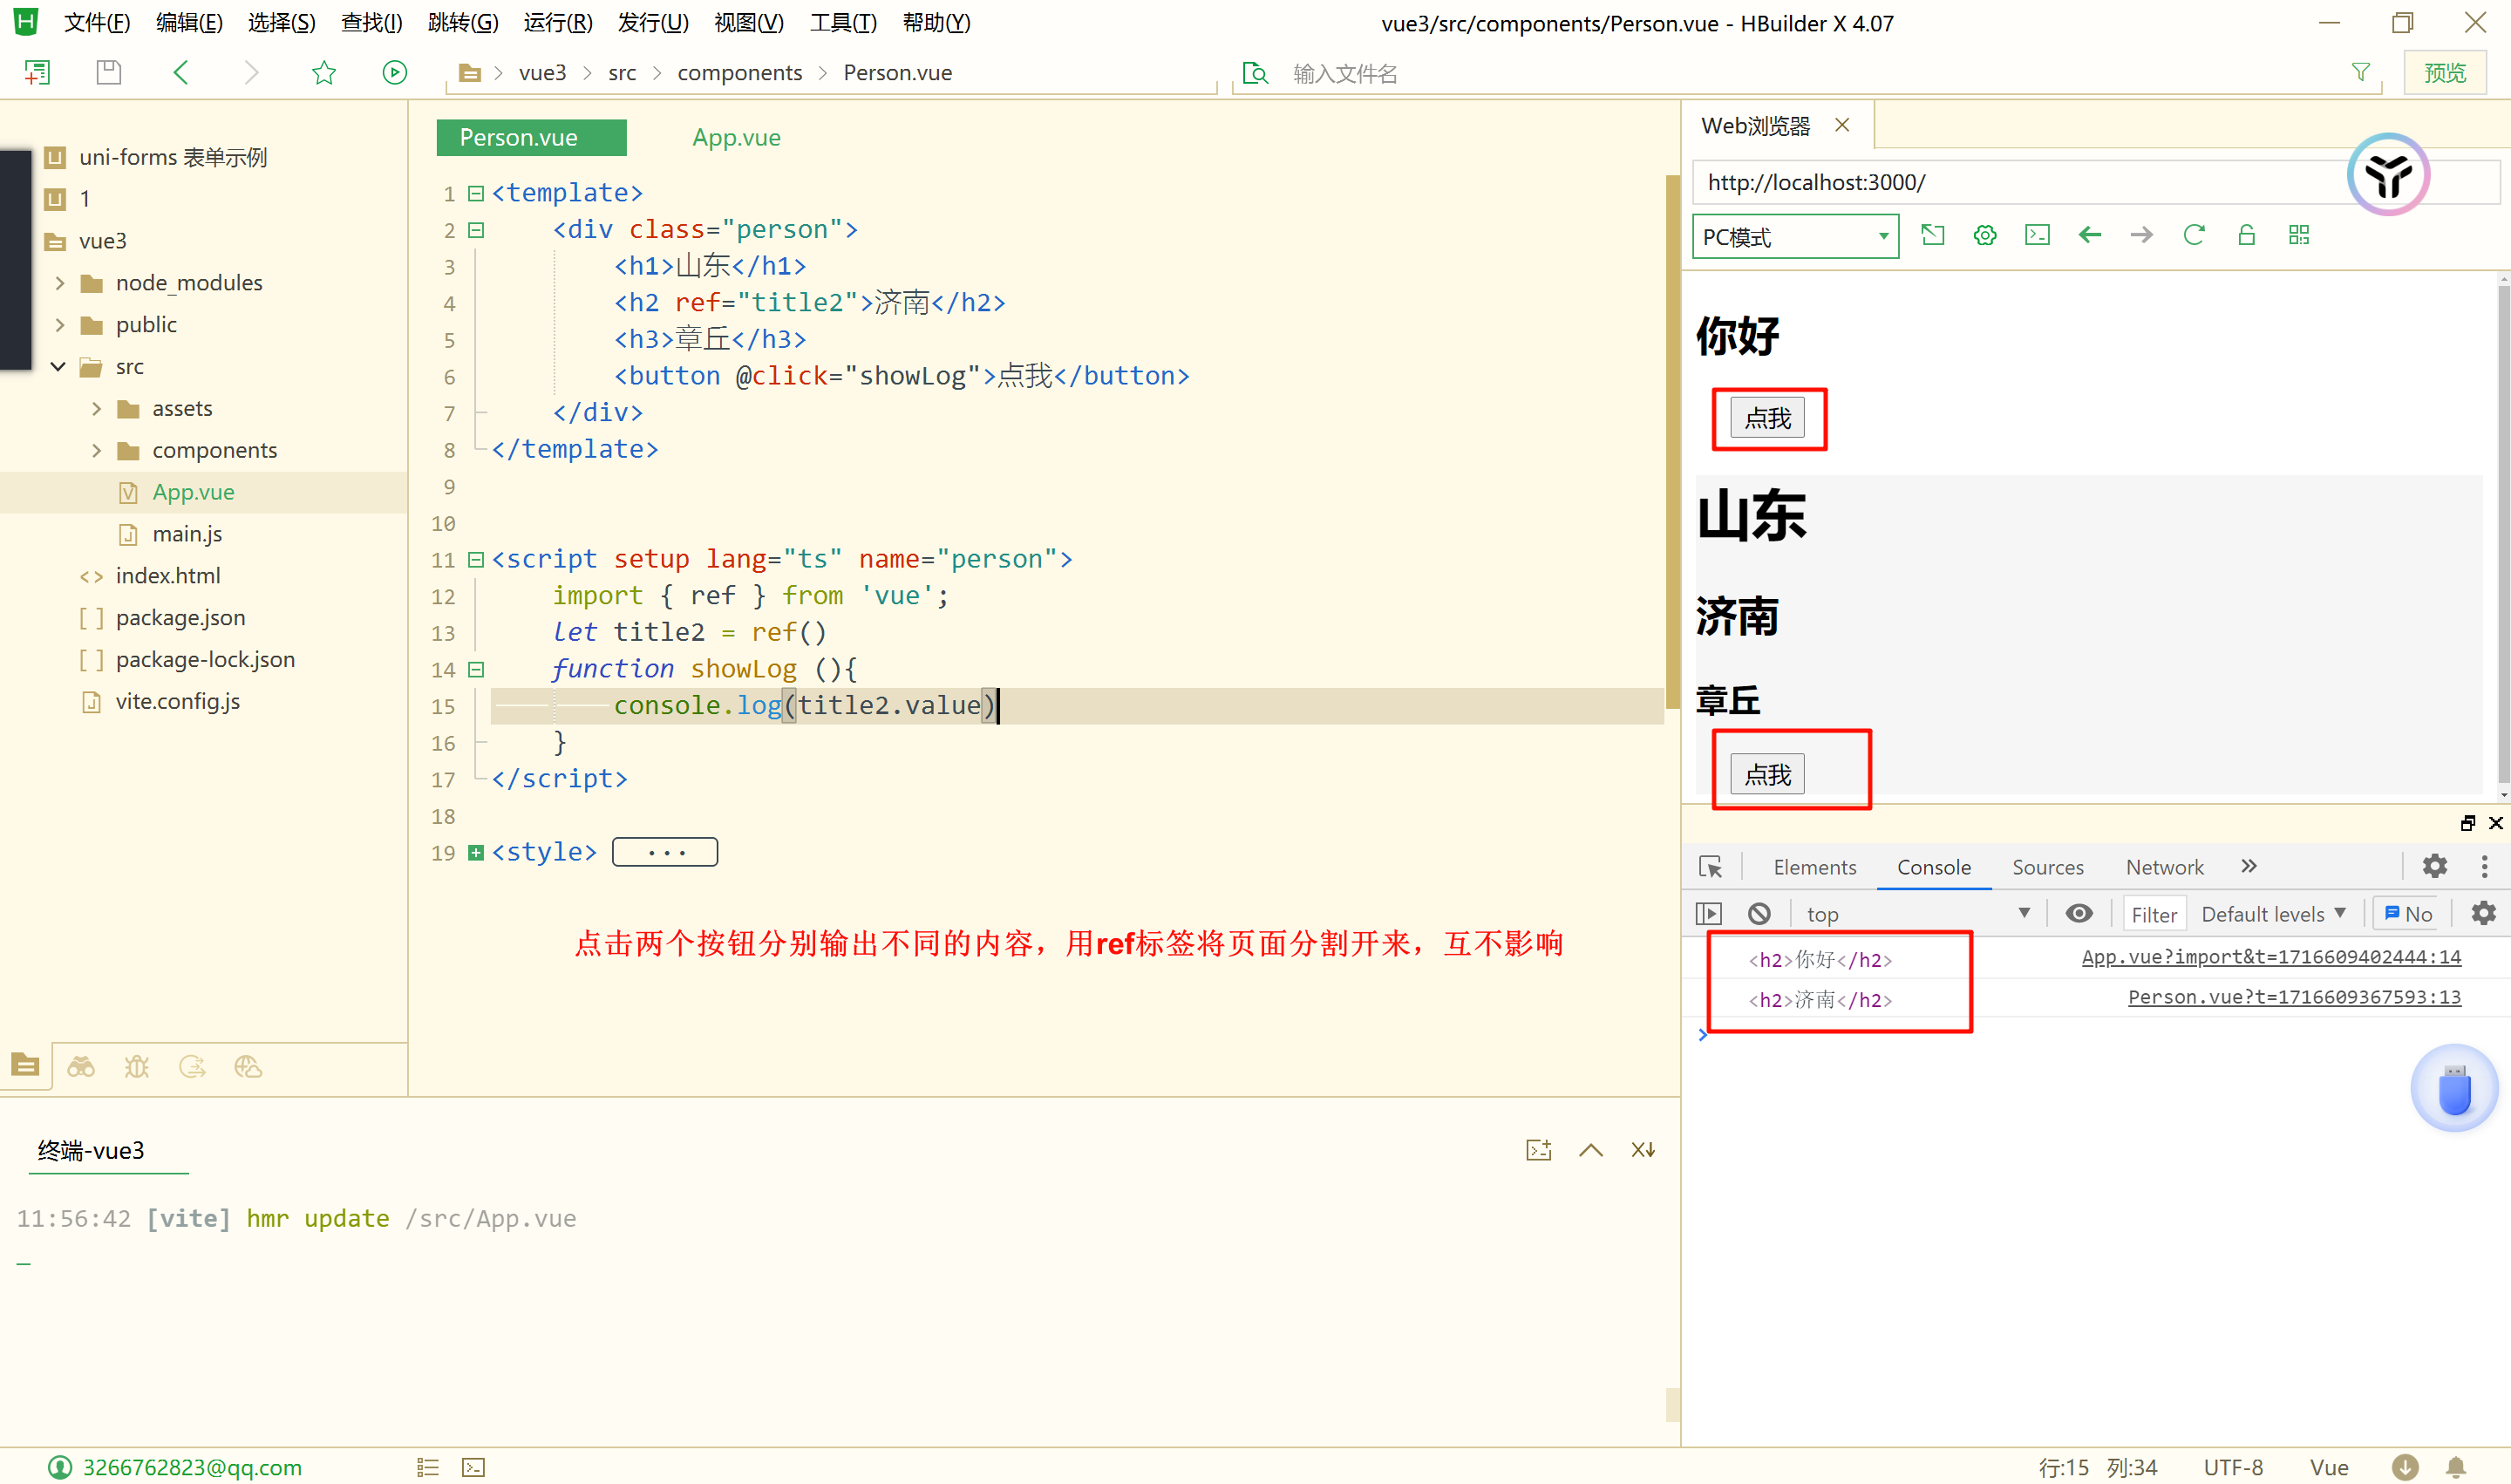 文件(F) 编辑(E) 选择(S) 查找(I) 跳转(G) 运行(R) 发行(U) 视图(V) 工具(T) 帮助(Y)
vue3/src/components/Person.vue - HBuilder X 4.07
vue3 src components Person.vue
输入文件名
预览
uni-forms 表单示例
1
vue3
node_modules
public
src
assets
components
App.vue
main.js
index.html
package.json
package-lock.json
vite.config.js
Person.vue
App.vue
1 <template>
2 <div class="person">
3 <h1>山东</h1>
4 <h2 ref="title2">济南</h2>
5 <h3>章丘</h3>
6 <button @click="showLog">点我</button>
7 </div>
8 </template>
9
10
11 <script setup lang="ts" name="person">
12 import { ref } from 'vue';
13 let title2 = ref()
14 function showLog (){
15 console.log(title2.value)
16 }
17 </script>
18
19 <style> ...
点击两个按钮分别输出不同的内容，用ref标签将页面分割开来，互不影响
Web浏览器
http://localhost:3000/
PC模式
你好
点我
山东
济南
章丘
点我
Elements Console Sources Network
top Filter Default levels No
<h2>你好</h2> App.vue?import&t=1716609402444:14
<h2>济南</h2> Person.vue?t=1716609367593:13
终端-vue3
11:56:42 [vite] hmr update /src/App.vue
3266762823@qq.com
行:15 列:34 UTF-8 Vue